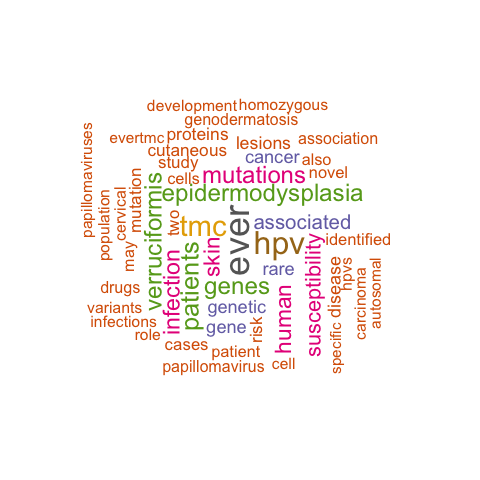 development homozygous
genodermatosis
papillomaviruses
evertmc proteins lesions association
cutaneous cancer also
study
cells mutations novel
population
cervical
mutation
verruciformis epidermodysplasia
may
two tmc ever hpv associated
infection patients skin susceptibility identified
rare
drugs genes human specific disease hpvs carcinoma autosomal
variants genetic
infections gene risk
role cases patient cell
papillomavirus